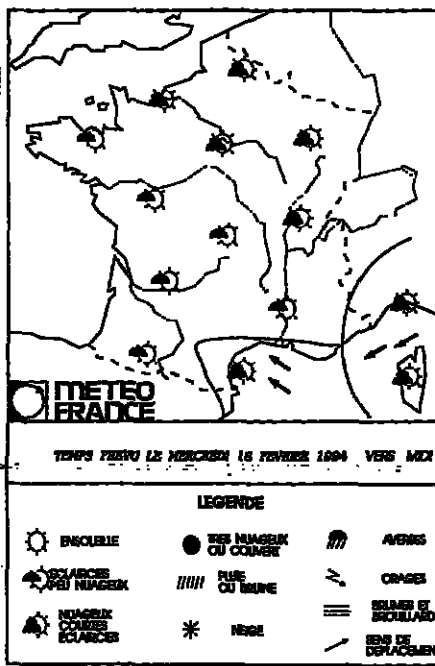 METEO
FRANCE
TEMPS PREVU LE MERCREDI 16 FEVRIER 1994 VERS MIDI
LEGENDE
ENSOLEILLE
ECLAIRCIES
PEU NUAGEUX
NUAGEUX
COURTES
ECLAIRCIES
TRES NUAGEUX
OU COUVERT
PLUIE
OU BRUINE
NEIGE
AVERSES
ORAGES
BRUMES ET
BROUILLARD
SENS DE
DEPLACEMENT